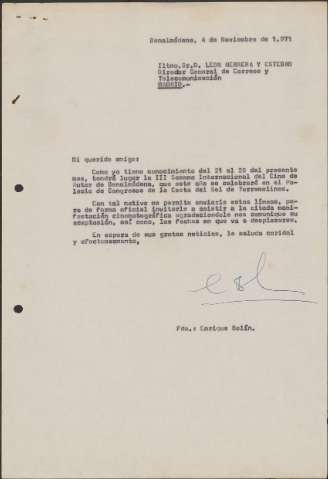 Benalmádena, 4 de Noviembre de 1.971
Iltmo.Sr.D. LEON HERRERA Y ESTEBAN
Director General de Correos y
Telecomunicación
MADRID.-
Mi querido amigo:
Como ya tiene conocimiento del 21 al 28 del presente
mes, tendrá lugar la III Semana Internacional del Cine de
Autor de Benalmádena, que este año se celebrará en el Pa-
lacio de Congresos de la Costa del Sol de Torremolinos.
Con tal motivo me permito enviarle estas líneas, pa-
ra de forma oficial invitarle a asistir a la citada mani-
festación cinematográfica agradeciendole nos comunique su
aceptación, así como, las fechas en que va a desplazarse.
En espera de sus gratas noticias, le saluda cordial
y afectuosamente,
Fdo.: Enrique Bolín.